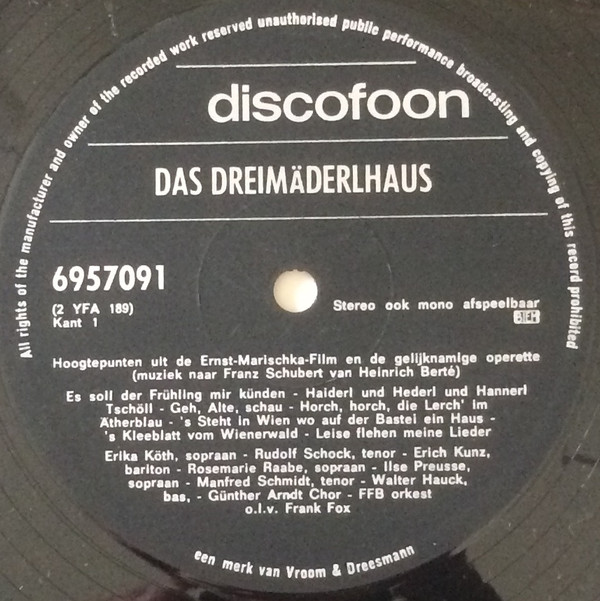 All rights of the manufacturer and owner of the recorded work reserved unauthorised public performance broadcasting and copying of this record prohibited
discofoon
DAS DREIMÄDERLHAUS
6957091
(2 YFA 189)
Kant 1
Stereo ook mono afspeelbaar
BIEM
Hoogtepunten uit de Ernst-Marischka-Film en de gelijknamige operette
(muziek naar Franz Schubert van Heinrich Berté)
Es soll der Frühling mir künden - Haiderl und Hederl und Hannerl
Tschöll - Geh, Alte, schau - Horch, horch, die Lerch' im
Ätherblau - 's Steht in Wien wo auf der Bastei ein Haus -
's Kleeblatt vom Wienerwald - Leise flehen meine Lieder
Erika Köth, sopraan - Rudolf Schock, tenor - Erich Kunz,
bariton - Rosemarie Raabe, sopraan - Ilse Preusse,
sopraan - Manfred Schmidt, tenor - Walter Hauck,
bas, - Günther Arndt Chor - FFB orkest
o.l.v. Frank Fox
een merk van Vroom & Dreesmann